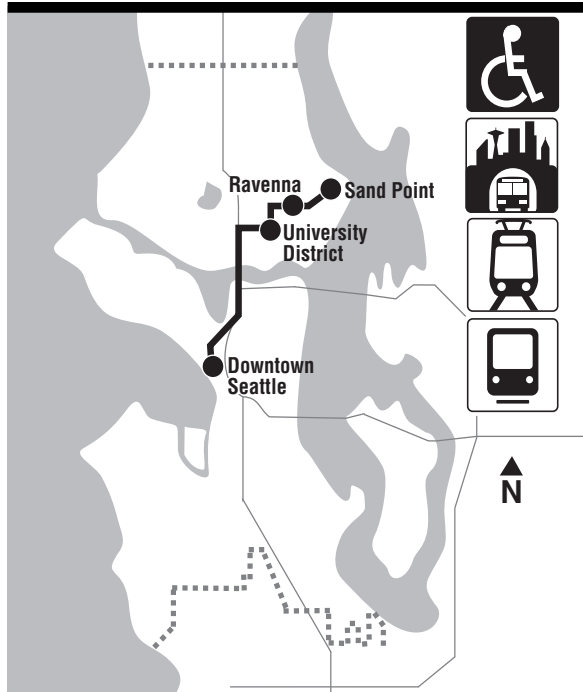 Ravenna
Sand Point
University
District
Downtown
Seattle
N